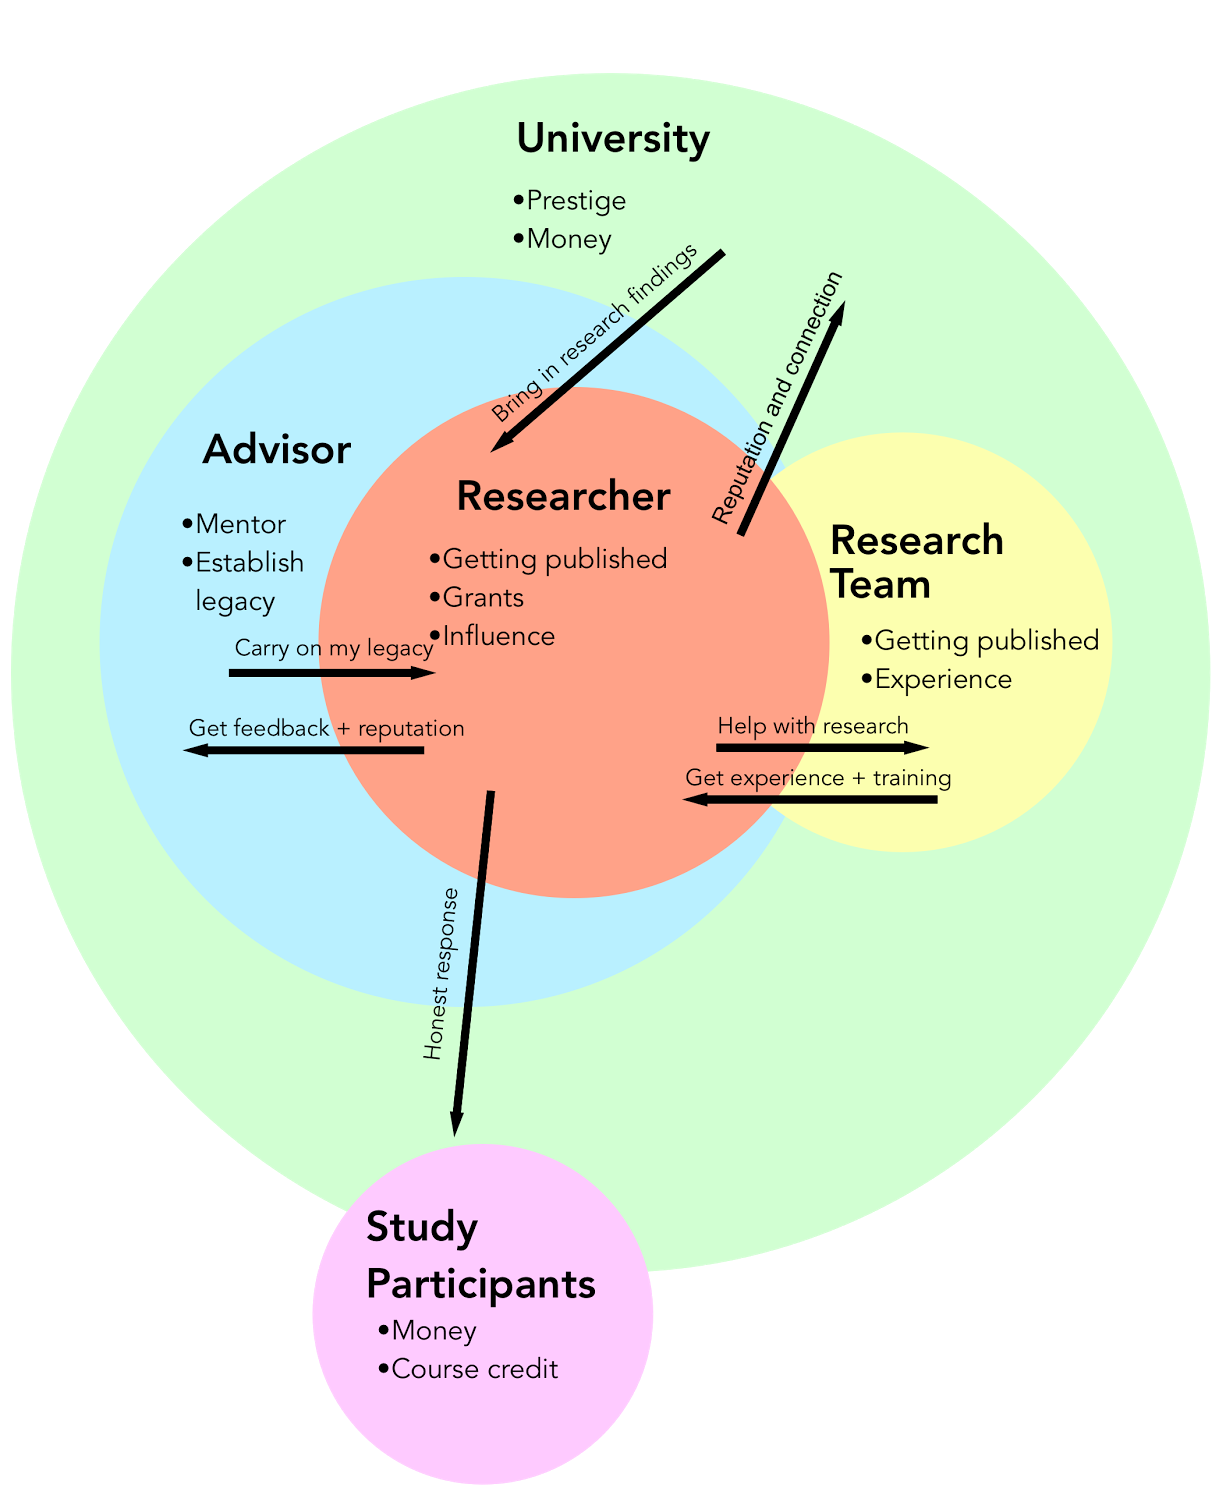 University
•Prestige
•Money
Bring in research findings
Reputation and connection
Advisor
•Mentor
•Establish
legacy
Researcher
•Getting published
•Grants
•Influence
Research
Team
•Getting published
•Experience
Carry on my legacy
Get feedback + reputation
Help with research
Get experience + training
Honest response
Study
Participants
•Money
•Course credit